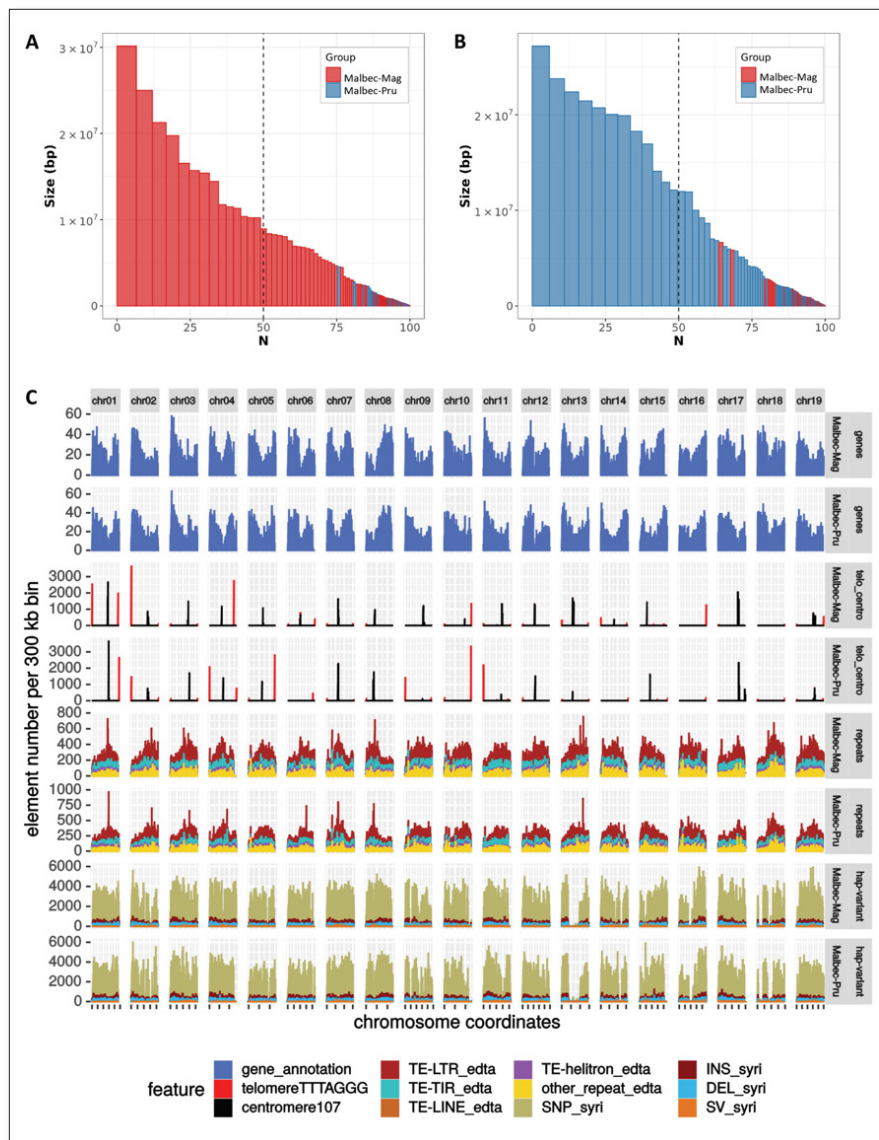 A
3 × 10⁷
2 × 10⁷
1 × 10⁷
0
Size (bp)
Group
Malbec-Mag
Malbec-Pru
0 25 50 75 100
N
B
2 × 10⁷
1 × 10⁷
0
Size (bp)
Group
Malbec-Mag
Malbec-Pru
0 25 50 75 100
N
C
chr01 chr02 chr03 chr04 chr05 chr06 chr07 chr08 chr09 chr10 chr11 chr12 chr13 chr14 chr15 chr16 chr17 chr18 chr19
element number per 300 kb bin
60
40
20
0
genes
Malbec-Mag
60
40
20
0
genes
Malbec-Pru
3000
2000
1000
0
telo_centro
Malbec-Mag
3000
2000
1000
0
telo_centro
Malbec-Pru
800
600
400
200
0
repeats
Malbec-Mag
1000
750
500
250
0
repeats
Malbec-Pru
6000
4000
2000
0
hap-variant
Malbec-Mag
6000
4000
2000
0
hap-variant
Malbec-Pru
chromosome coordinates
feature
gene_annotation
telomereTTTAGGG
centromere107
TE-LTR_edta
TE-TIR_edta
TE-LINE_edta
TE-helitron_edta
other_repeat_edta
SNP_syri
INS_syri
DEL_syri
SV_syri